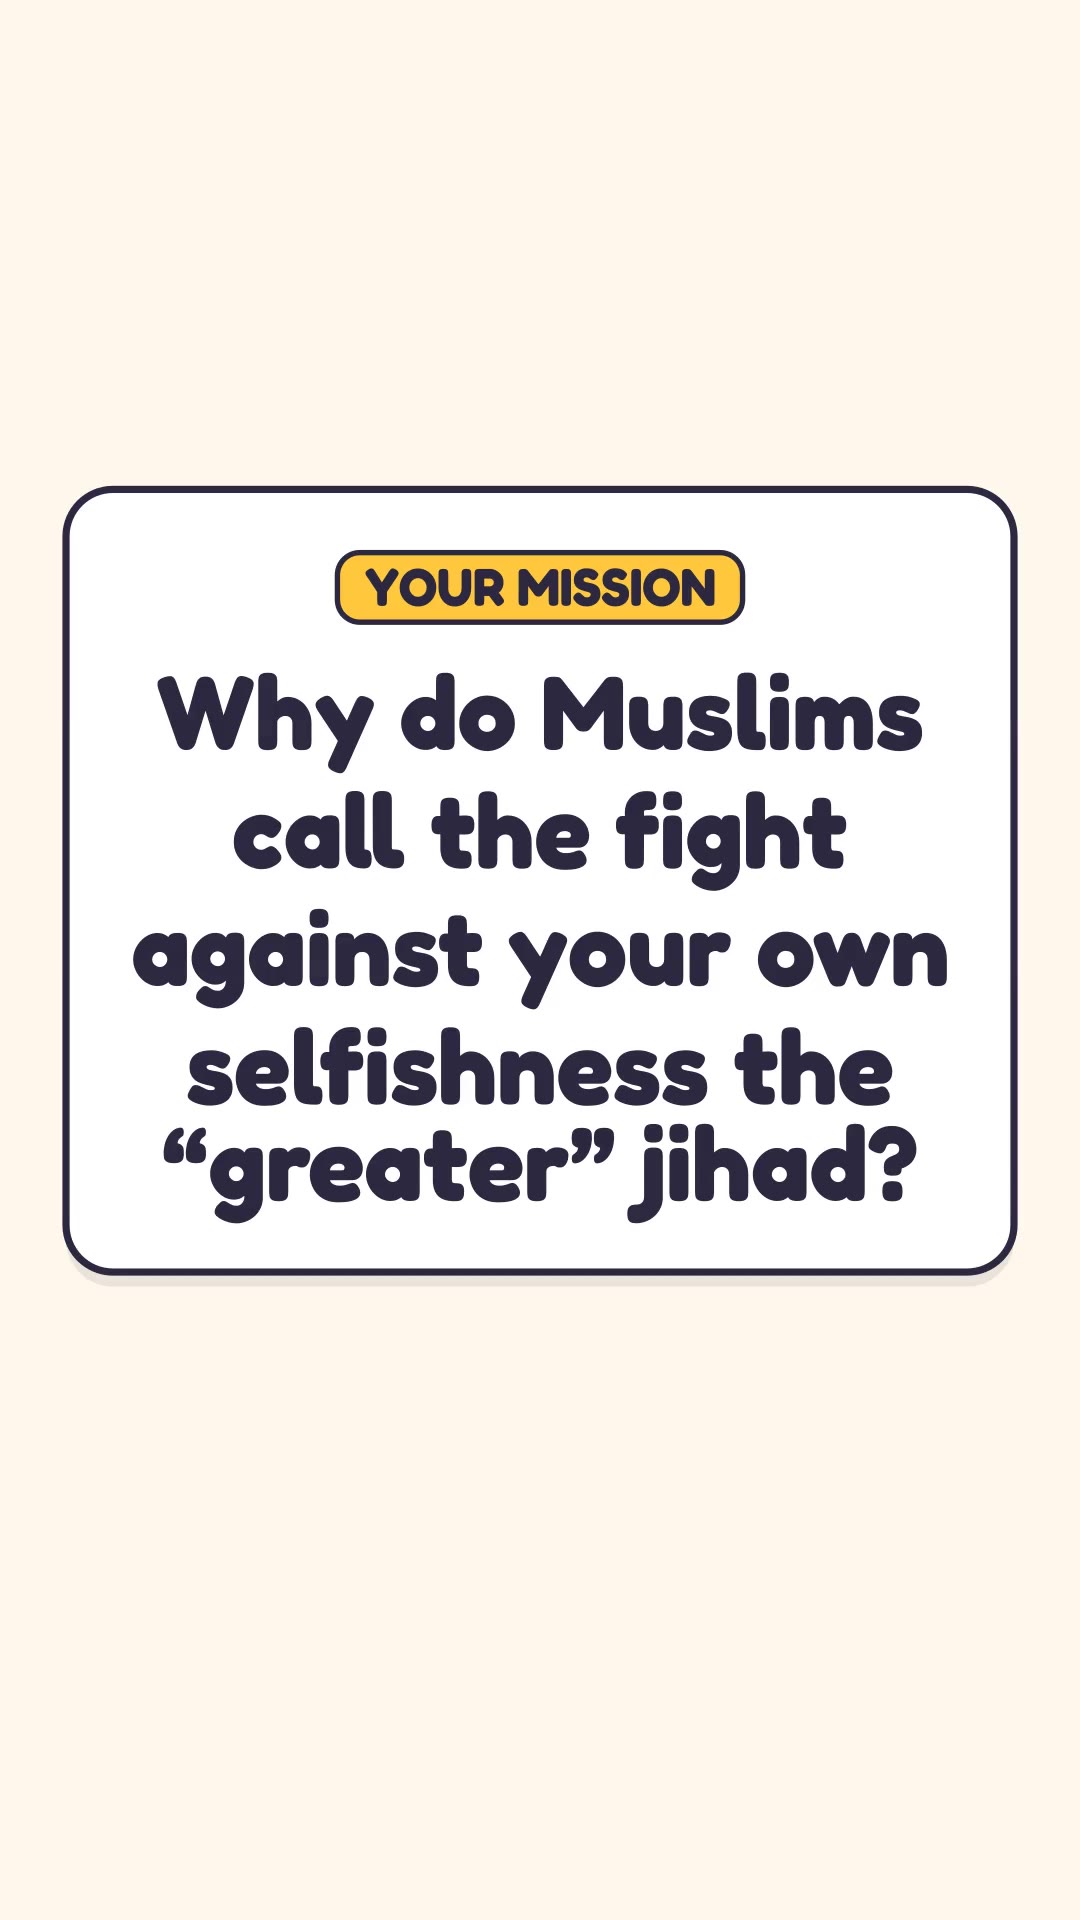 YOUR MISSION
Why do Muslims
call the fight
against your own
selfishness the
“greater” jihad?